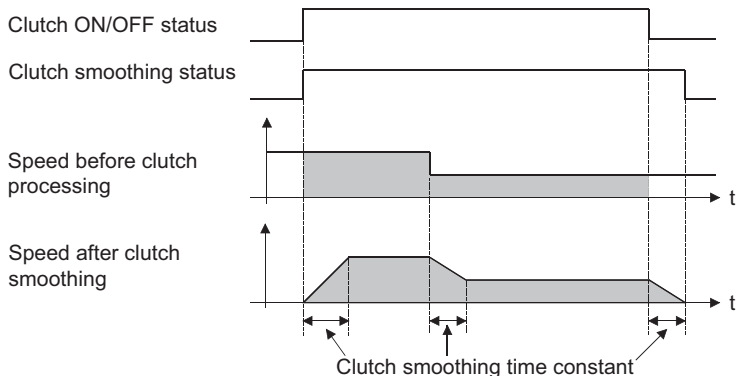 Clutch ON/OFF status
Clutch smoothing status
Speed before clutch
processing
t
Speed after clutch
smoothing
t
Clutch smoothing time constant